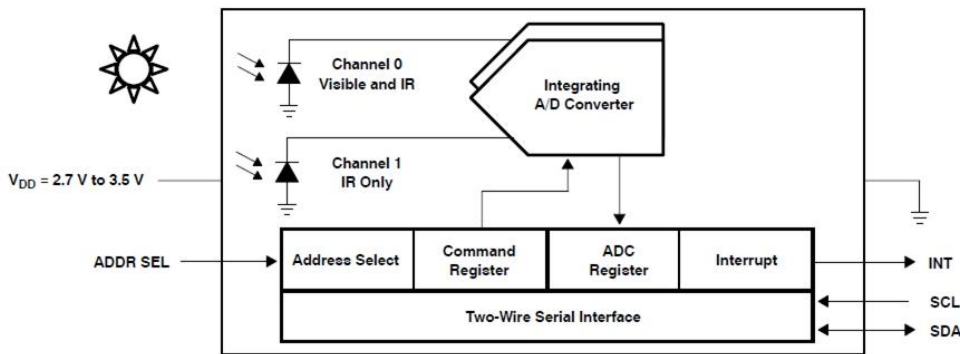 Channel 0
Visible and IR
Integrating
A/D Converter
Channel 1
IR Only
VDD = 2.7 V to 3.5 V
ADDR SEL
Address Select
Command
Register
ADC
Register
Interrupt
INT
Two-Wire Serial Interface
SCL
SDA